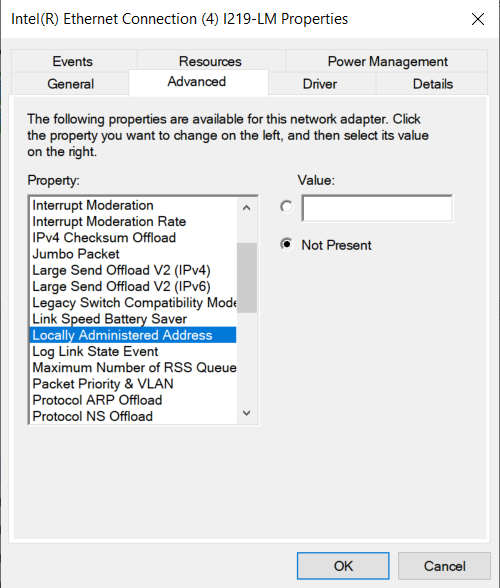 Intel(R) Ethernet Connection (4) I219-LM Properties
Events
Resources
Power Management
General
Advanced
Driver
Details
The following properties are available for this network adapter. Click
the property you want to change on the left, and then select its value
on the right.
Property:
Value:
Interrupt Moderation
Interrupt Moderation Rate
IPv4 Checksum Offload
Jumbo Packet
Large Send Offload V2 (IPv4)
Large Send Offload V2 (IPv6)
Legacy Switch Compatibility Mode
Link Speed Battery Saver
Locally Administered Address
Log Link State Event
Maximum Number of RSS Queue
Packet Priority & VLAN
Protocol ARP Offload
Protocol NS Offload
Not Present
OK
Cancel